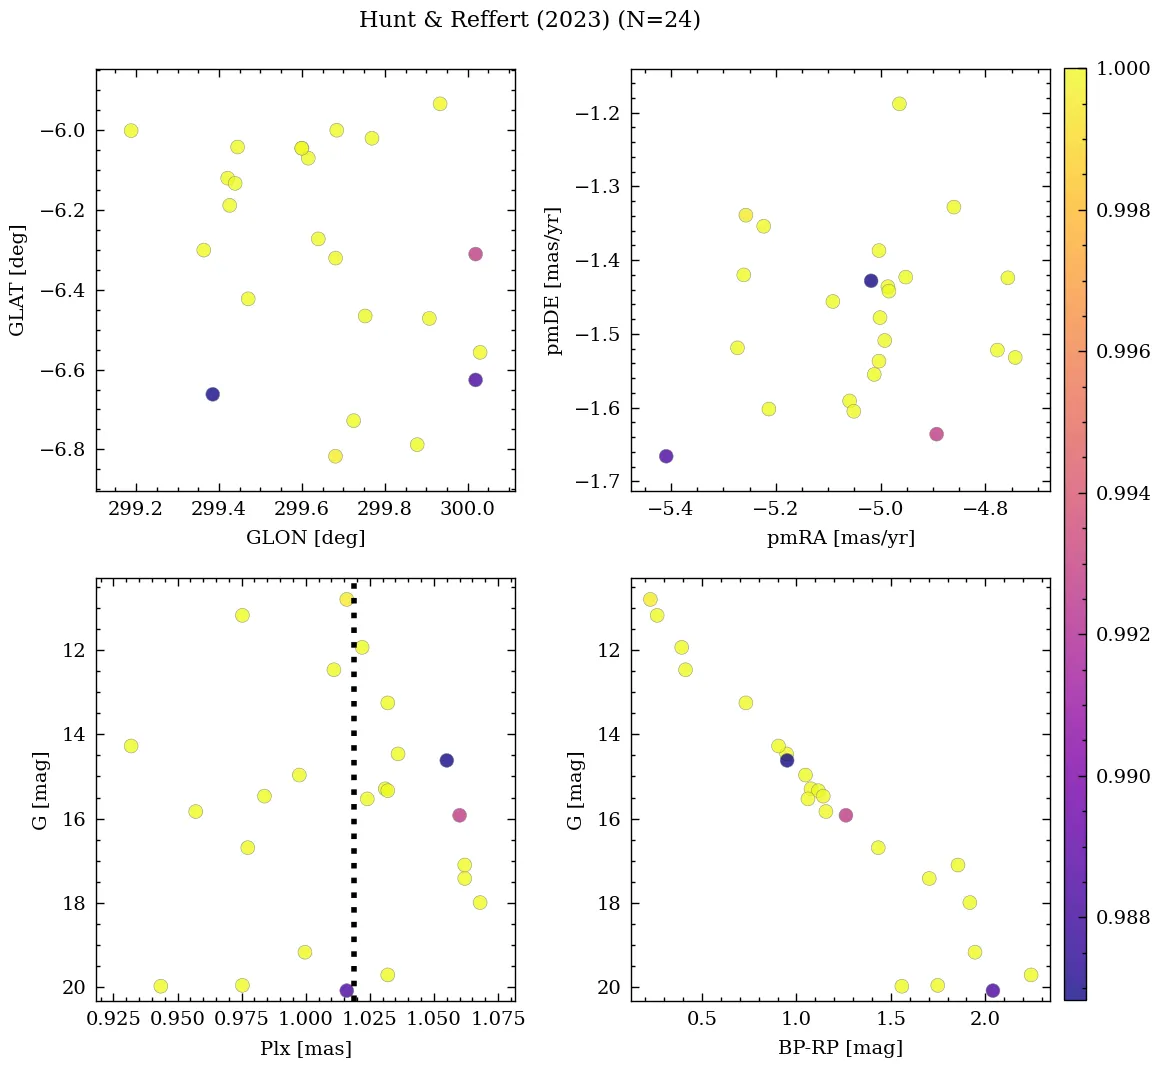 Hunt & Reffert (2023) (N=24)
−6.0
−6.2
−6.4
−6.6
−6.8
GLAT [deg]
299.2 299.4 299.6 299.8 300.0
GLON [deg]
−1.2
−1.3
−1.4
−1.5
−1.6
−1.7
pmDE [mas/yr]
−5.4 −5.2 −5.0 −4.8
pmRA [mas/yr]
12
14
16
18
20
G [mag]
0.925 0.950 0.975 1.000 1.025 1.050 1.075
Plx [mas]
12
14
16
18
20
G [mag]
0.5 1.0 1.5 2.0
BP-RP [mag]
1.000
0.998
0.996
0.994
0.992
0.990
0.988